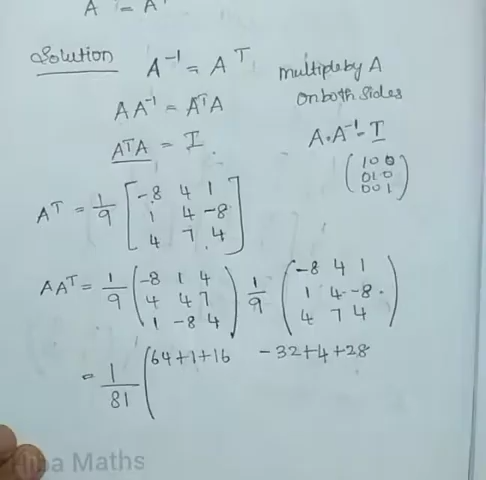 A = A
Solution A⁻¹ = Aᵀ
multiple by A
on both sides
AA⁻¹ = AᵀA
AᵀA = I.
A·A⁻¹ = I
(1 0 0
0 1 0
0 0 1)
Aᵀ = 1/9 [-8 4 1
1 4 -8
4 7 4]
AAᵀ = 1/9 (-8 1 4
4 4 7
1 -8 4) 1/9 (-8 4 1
1 4 -8
4 7 4)
= 1/81 (64+1+16 -32+4+28
Hiba Maths